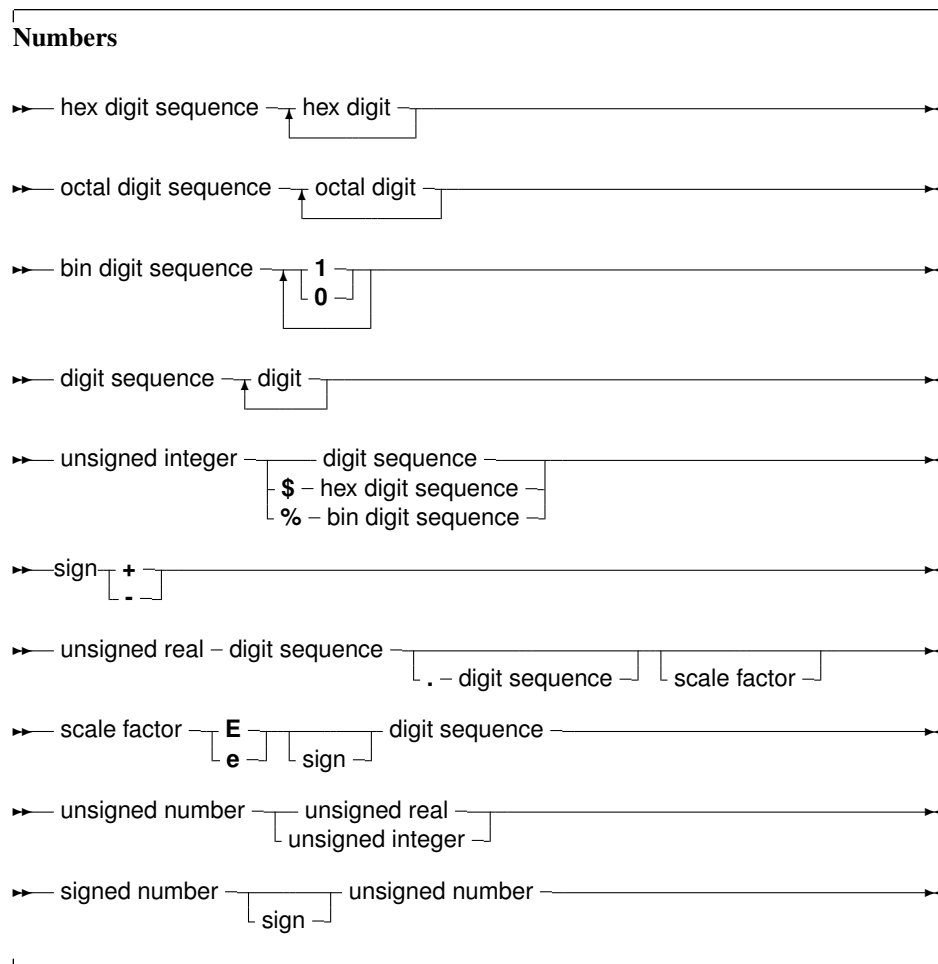 Numbers
hex digit sequence hex digit
octal digit sequence octal digit
bin digit sequence 1
0
digit sequence digit
unsigned integer digit sequence
$ hex digit sequence
% bin digit sequence
sign +
-
unsigned real digit sequence
. digit sequence scale factor
scale factor E digit sequence
e sign
unsigned number unsigned real
unsigned integer
signed number unsigned number
sign